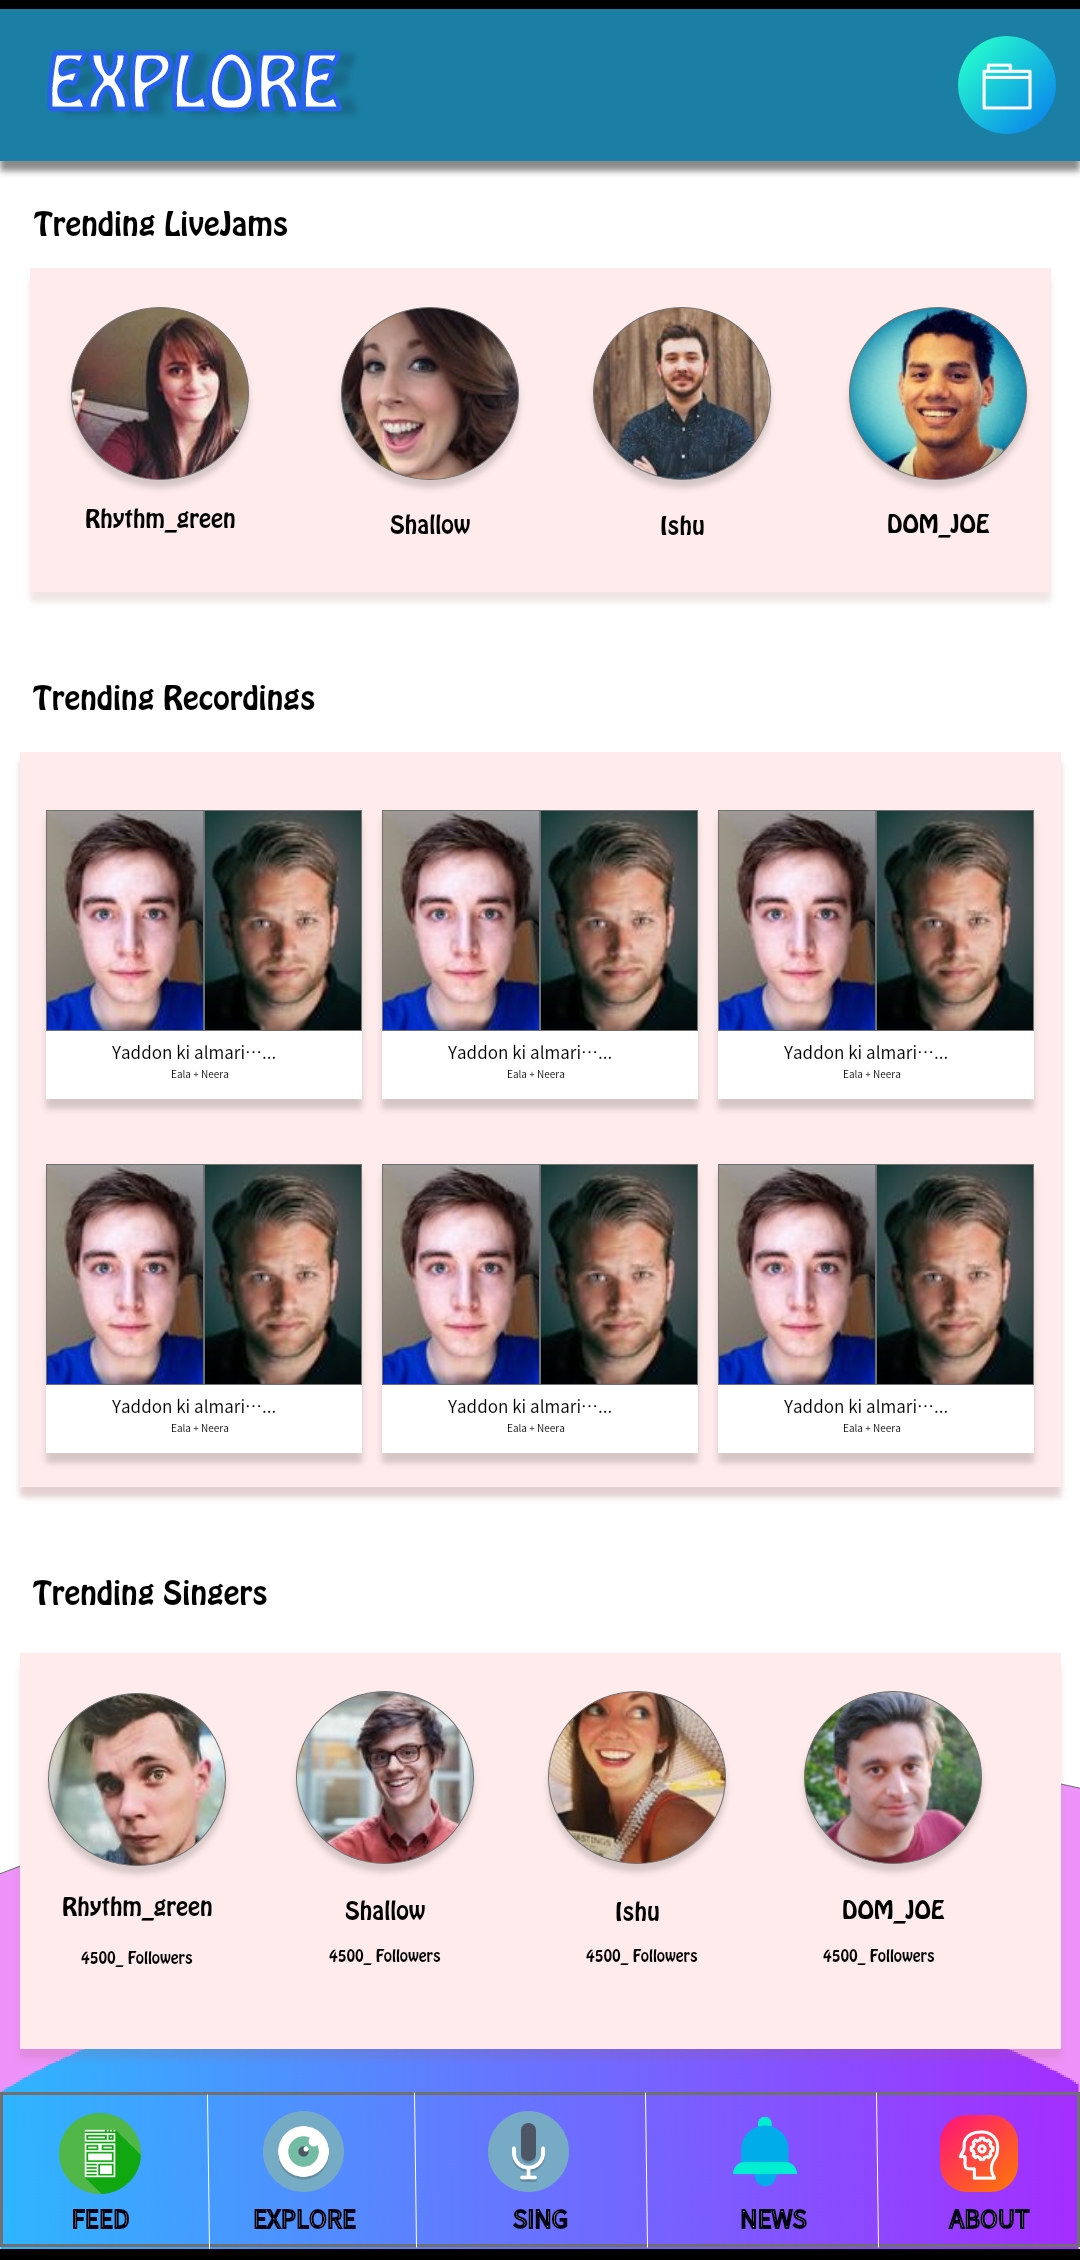 EXPLORE
Trending LiveJams
Rhythm_green Shallow Ishu DOM_JOE
Trending Recordings
Yaddon ki almari⋯... Yaddon ki almari⋯... Yaddon ki almari⋯...
Eala + Neera Eala + Neera Eala + Neera
Yaddon ki almari⋯... Yaddon ki almari⋯... Yaddon ki almari⋯...
Eala + Neera Eala + Neera Eala + Neera
Trending Singers
HASTINGS
Rhythm_green Shallow Ishu DOM_JOE
4500_ Followers 4500_ Followers 4500_ Followers 4500_ Followers
FEED EXPLORE SING NEWS ABOUT